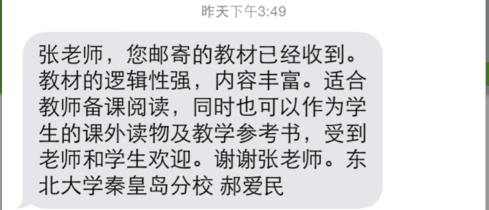 昨天下午3:49
张老师，您邮寄的教材已经收到。
教材的逻辑性强，内容丰富。适合
教师备课阅读，同时也可以作为学
生的课外读物及教学参考书，受到
老师和学生欢迎。谢谢张老师。东
北大学秦皇岛分校 郝爱民